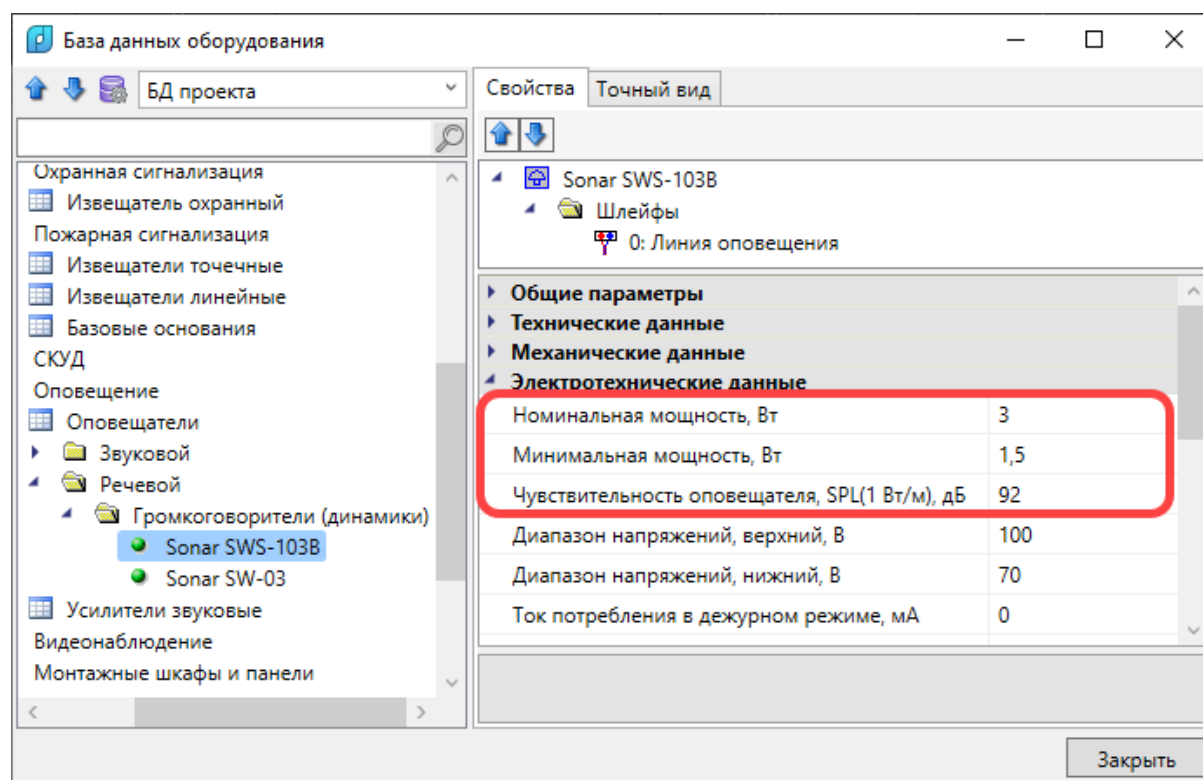 База данных оборудования
БД проекта
Охранная сигнализация
Извещатель охранный
Пожарная сигнализация
Извещатели точечные
Извещатели линейные
Базовые основания
СКУД
Оповещение
Оповещатели
Звуковой
Речевой
Громкоговорители (динамики)
Sonar SWS-103B
Sonar SW-03
Усилители звуковые
Видеонаблюдение
Монтажные шкафы и панели
Свойства Точный вид
Sonar SWS-103B
Шлейфы
0: Линия оповещения
Общие параметры
Технические данные
Механические данные
Электротехнические данные
Номинальная мощность, Вт 3
Минимальная мощность, Вт 1,5
Чувствительность оповещателя, SPL(1 Вт/м), дБ 92
Диапазон напряжений, верхний, В 100
Диапазон напряжений, нижний, В 70
Ток потребления в дежурном режиме, мА 0
Закрыть